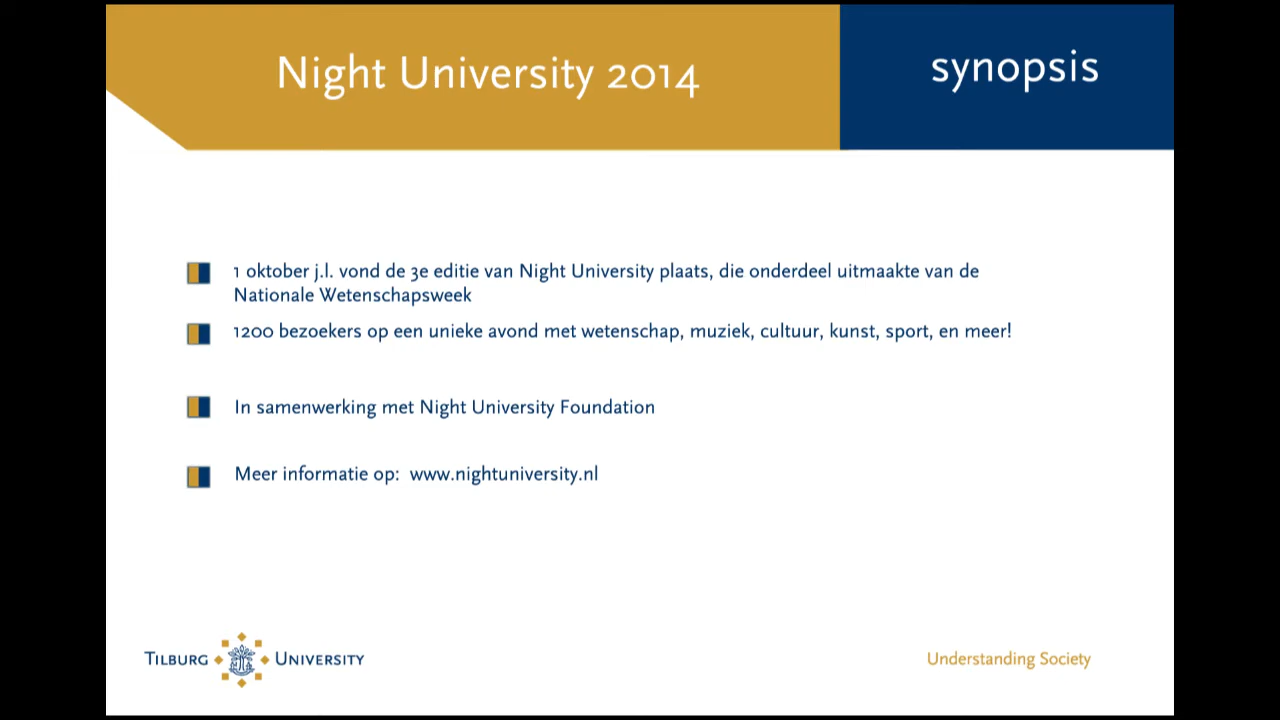 Night University 2014
synopsis
1 oktober j.l. vond de 3e editie van Night University plaats, die onderdeel uitmaakte van de
Nationale Wetenschapsweek
1200 bezoekers op een unieke avond met wetenschap, muziek, cultuur, kunst, sport, en meer!
In samenwerking met Night University Foundation
Meer informatie op: www.nightuniversity.nl
TILBURG UNIVERSITY
Understanding Society